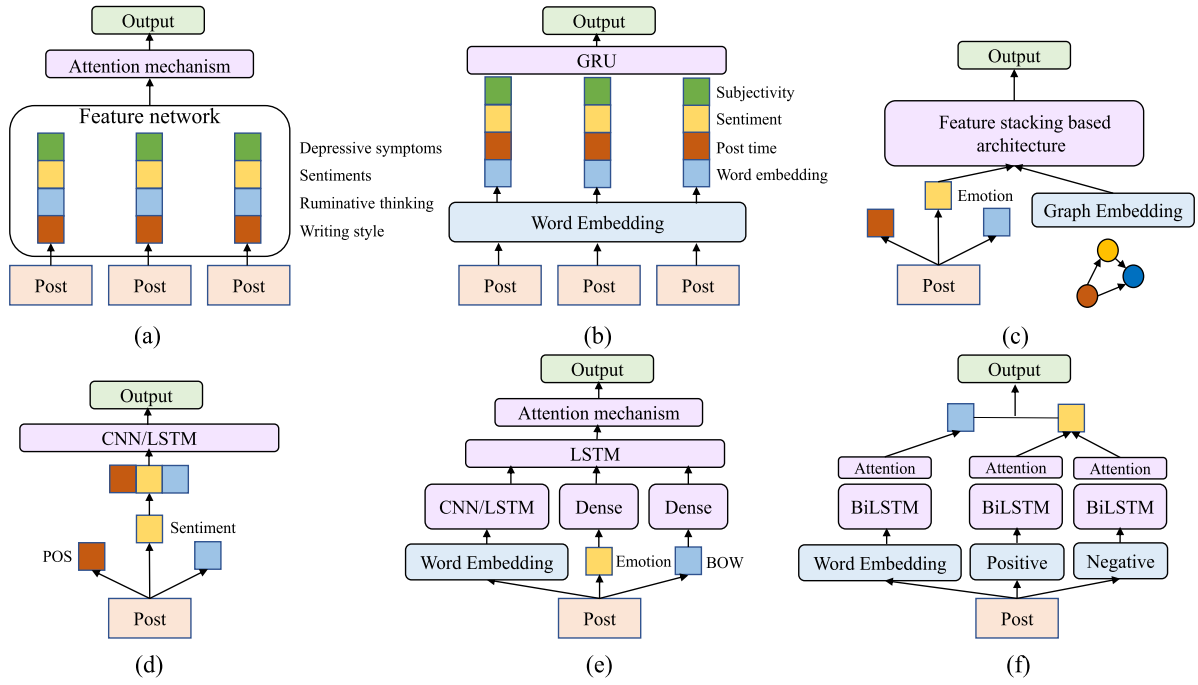 Output
Attention mechanism
Feature network
Depressive symptoms
Sentiments
Ruminative thinking
Writing style
Post Post Post
(a)
Output
GRU
Subjectivity
Sentiment
Post time
Word embedding
Word Embedding
Post Post Post
(b)
Output
Feature stacking based
architecture
Emotion
Graph Embedding
Post
(c)
Output
CNN/LSTM
Sentiment
POS
Post
(d)
Output
Attention mechanism
LSTM
CNN/LSTM Dense Dense
Word Embedding Emotion BOW
Post
(e)
Output
Attention Attention Attention
BiLSTM BiLSTM BiLSTM
Word Embedding Positive Negative
Post
(f)